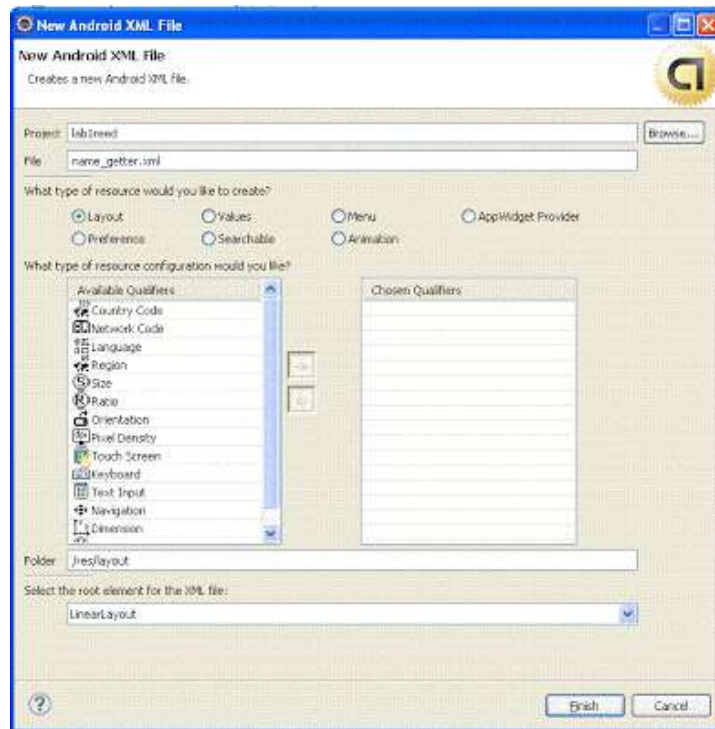 New Android XML File
New Android XML File
Creates a new Android XML file.
Project lab1reed Browse...
File name_getter.xml
What type of resource would you like to create?
Layout Values Menu AppWidget Provider
Preference Searchable Animation
What type of resource configuration would you like?
Available Qualifiers Chosen Qualifiers
Country Code
Network Code
Language
Region
Size
Ratio
Orientation
Pixel Density
Touch Screen
Keyboard
Text Input
Navigation
Dimension
Folder /res/layout
Select the root element for the XML file:
LinearLayout
Finish Cancel